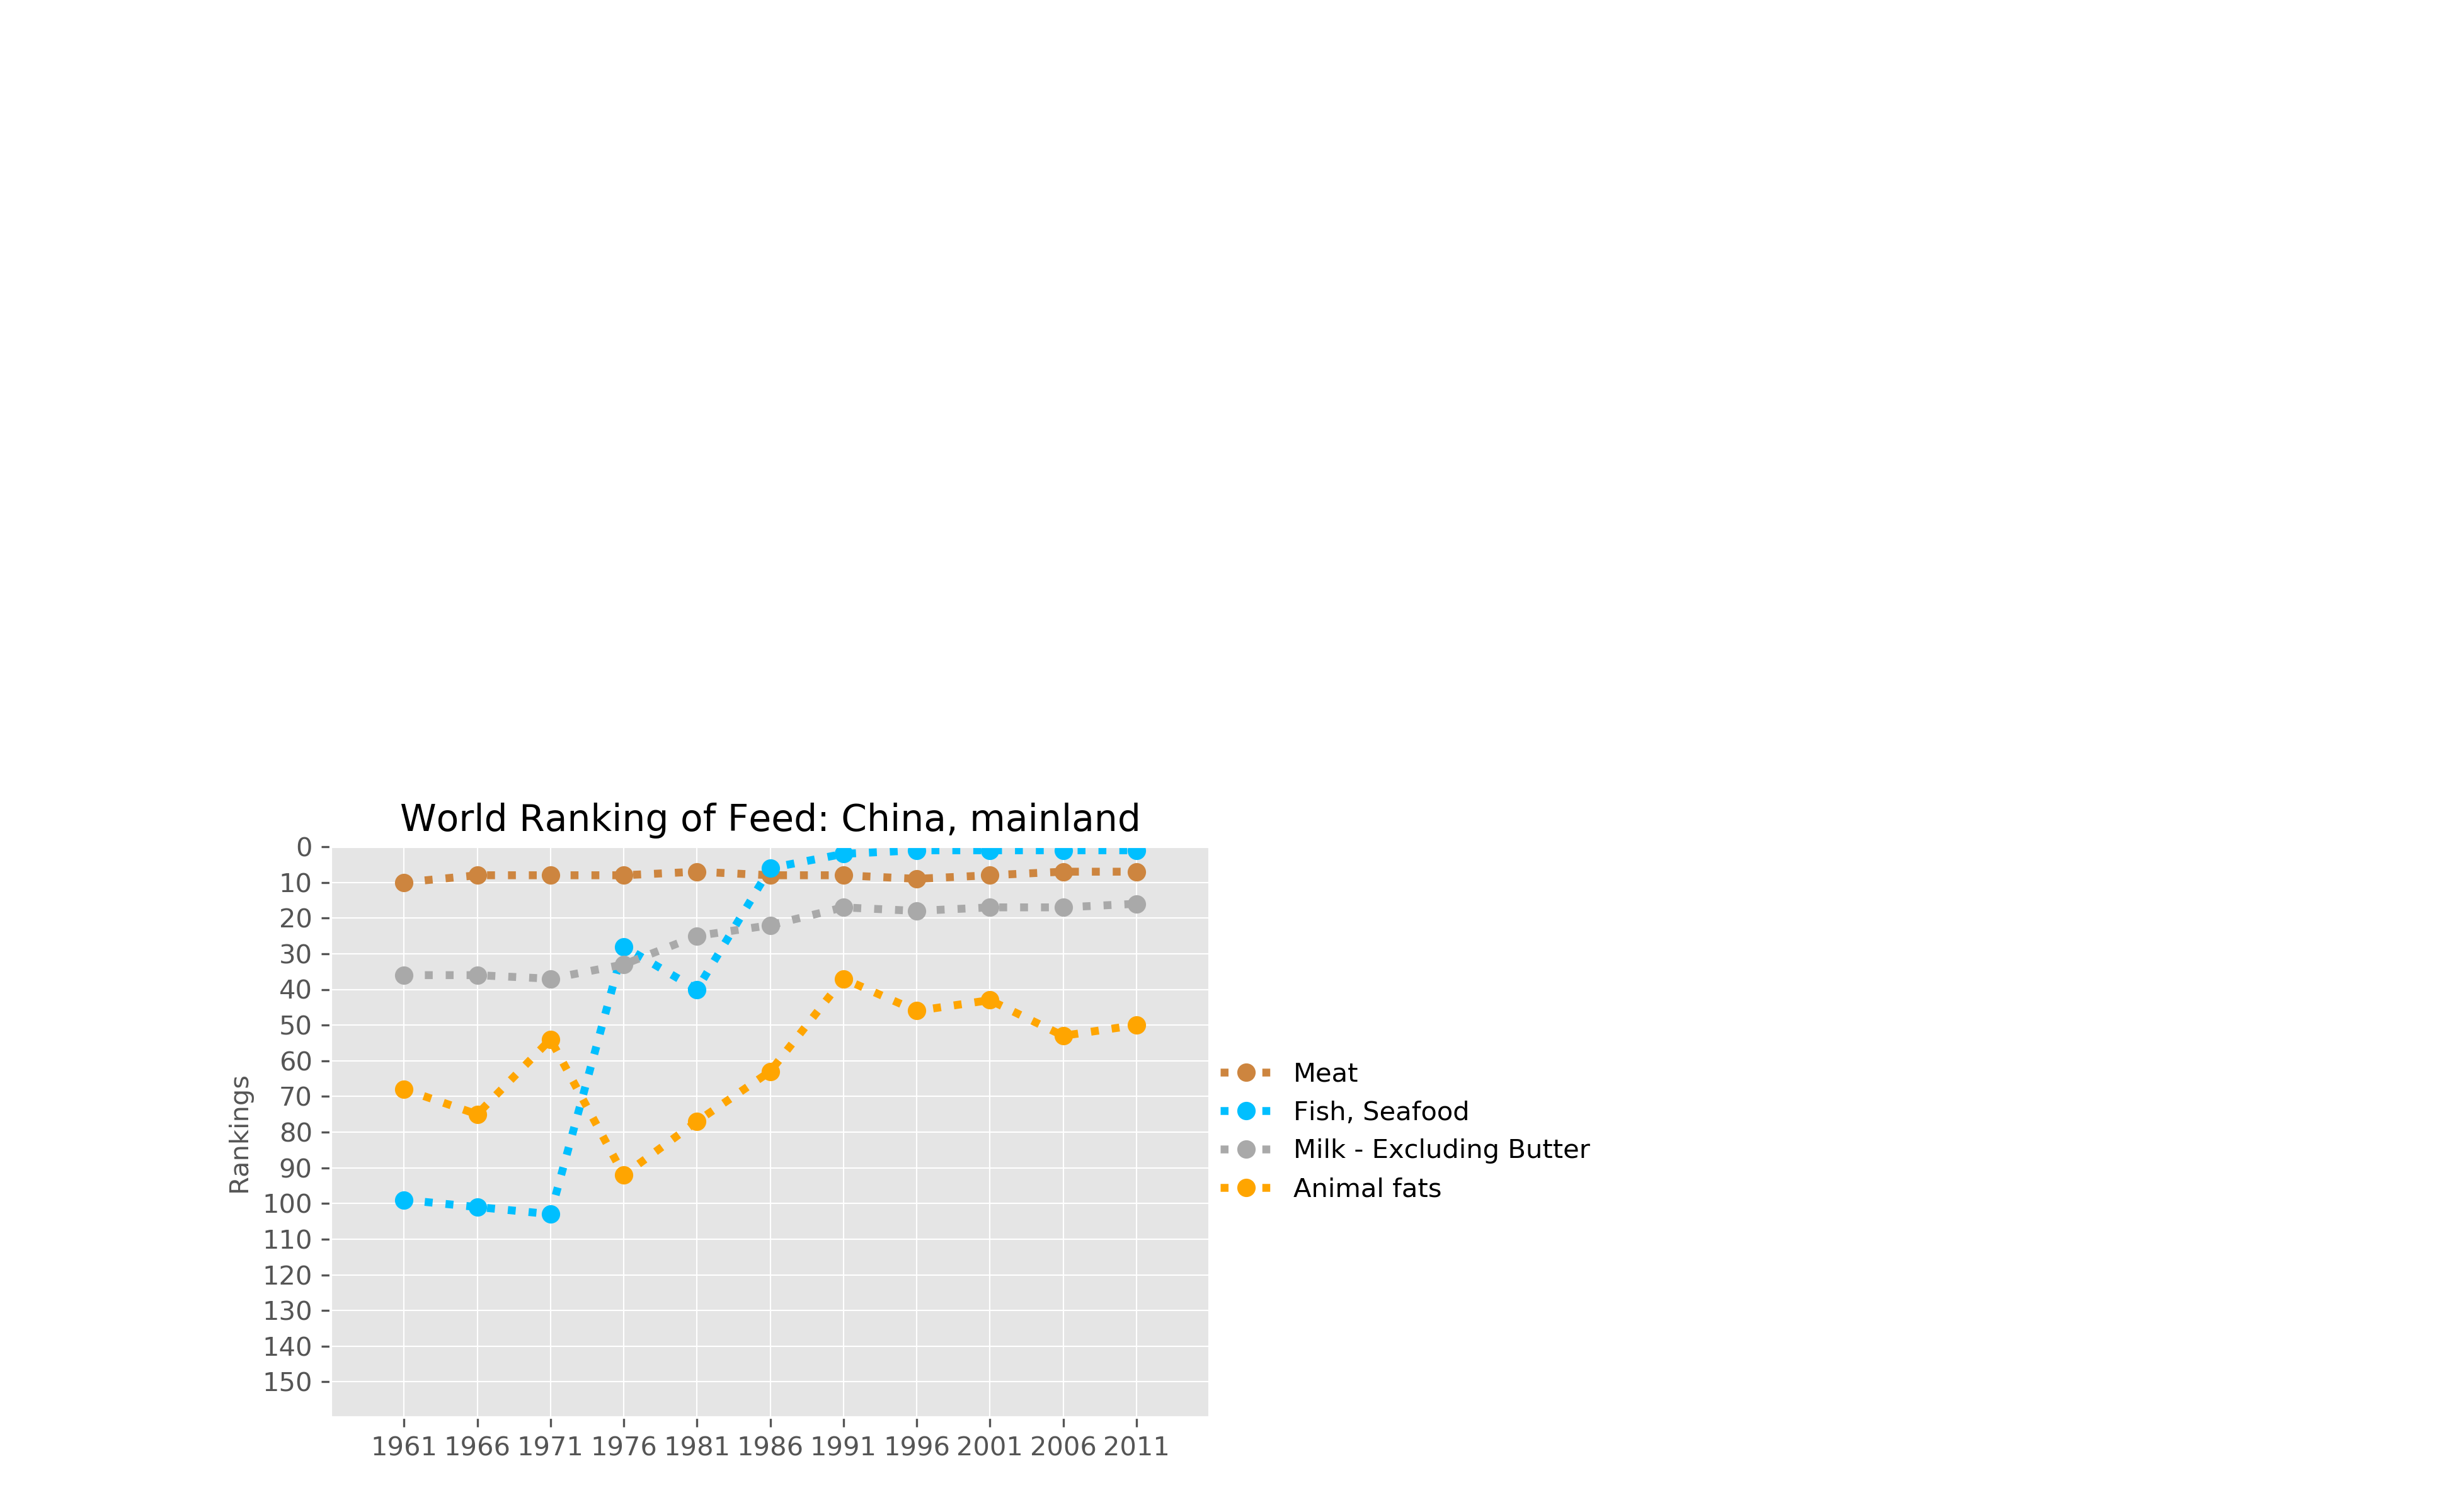 World Ranking of Feed: China, mainland
0
10
20
30
40
50
60
70
80
90
100
110
120
130
140
150
Rankings
1961 1966 1971 1976 1981 1986 1991 1996 2001 2006 2011
Meat
Fish, Seafood
Milk - Excluding Butter
Animal fats